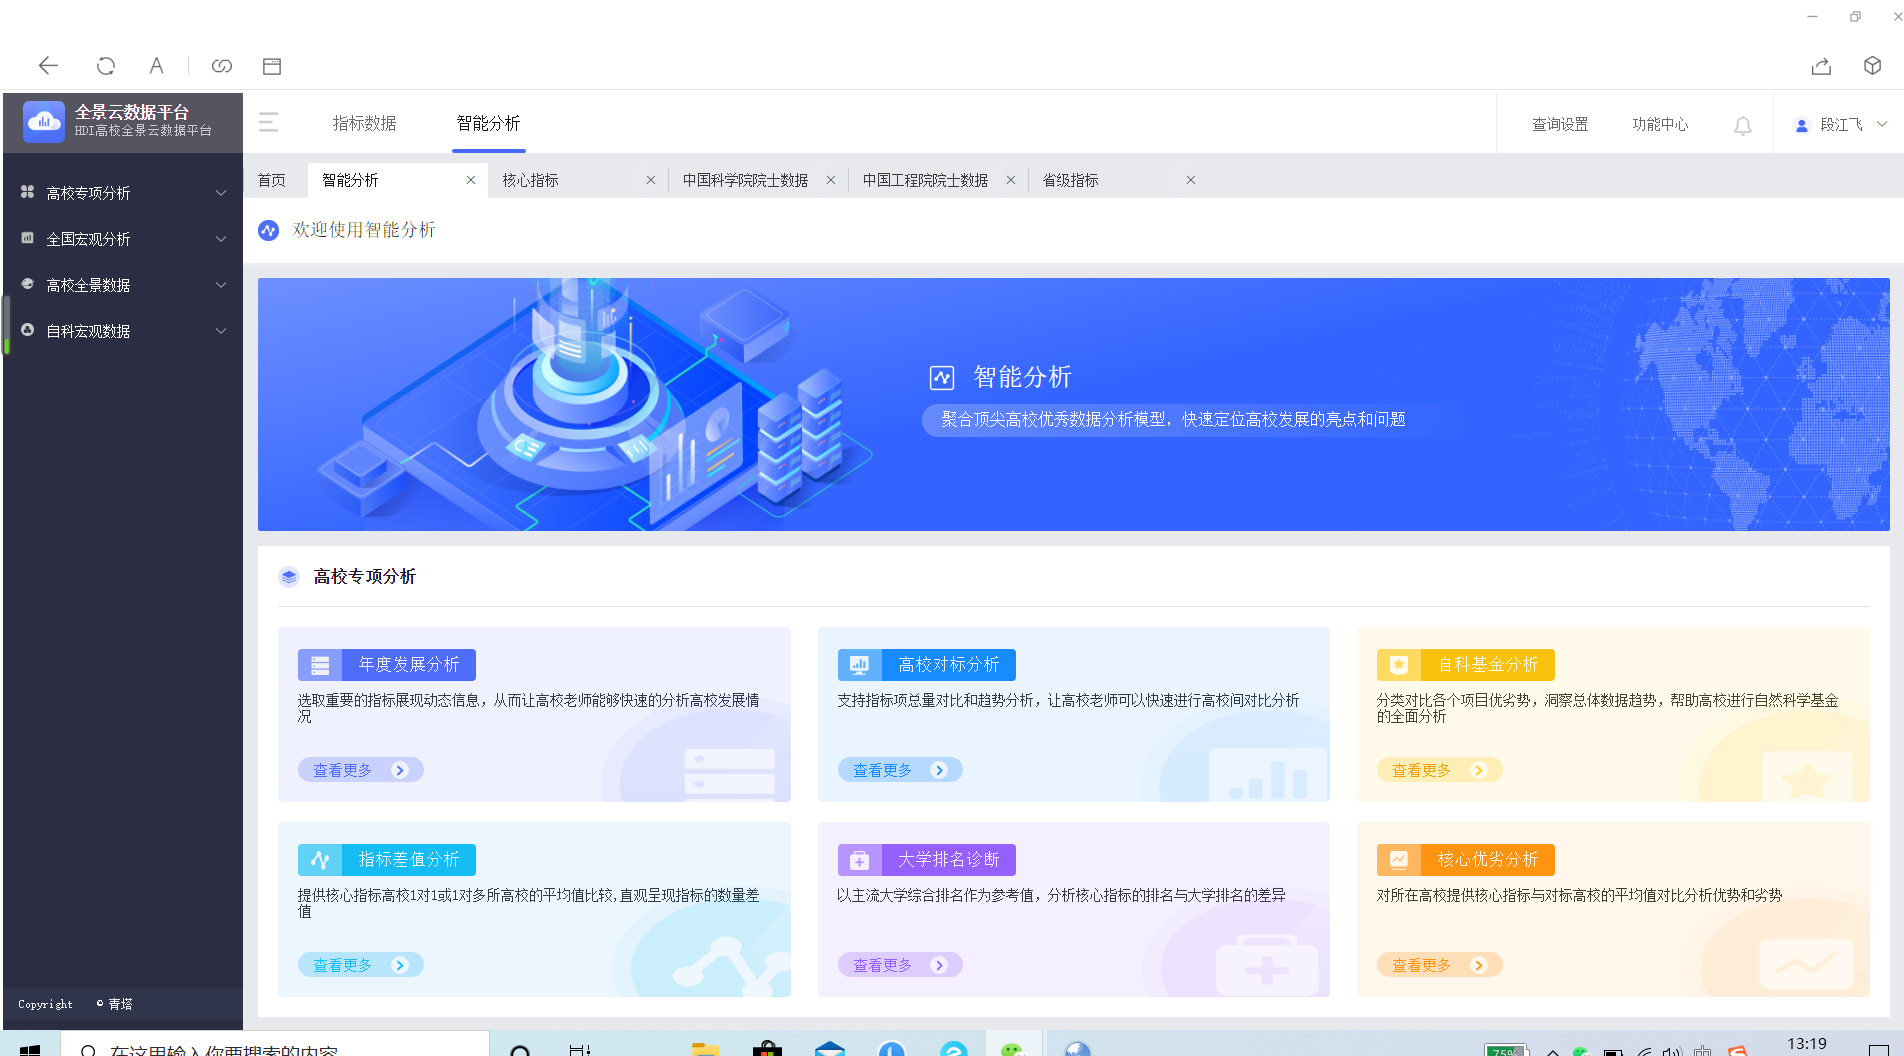 全景云数据平台
HDI高校全景云数据平台
指标数据
智能分析
查询设置
功能中心
段江飞
高校专项分析
全国宏观分析
高校全景数据
自科宏观数据
首页
智能分析
核心指标
中国科学院院士数据
中国工程院院士数据
省级指标
欢迎使用智能分析
智能分析
聚合顶尖高校优秀数据分析模型，快速定位高校发展的亮点和问题
高校专项分析
年度发展分析
选取重要的指标展现动态信息，从而让高校老师能够快速的分析高校发展情
况
查看更多
高校对标分析
支持指标项总量对比和趋势分析，让高校老师可以快速进行高校间对比分析
查看更多
自科基金分析
分类对比各个项目优劣势，洞察总体数据趋势，帮助高校进行自然科学基金
的全面分析
查看更多
指标差值分析
提供核心指标高校1对1或1对多所高校的平均值比较,直观呈现指标的数量差
值
查看更多
大学排名诊断
以主流大学综合排名作为参考值，分析核心指标的排名与大学排名的差异
查看更多
核心优劣分析
对所在高校提供核心指标与对标高校的平均值对比分析优势和劣势
查看更多
Copyright © 青塔
在这里输入你要搜索的内容
75%
中
13:19